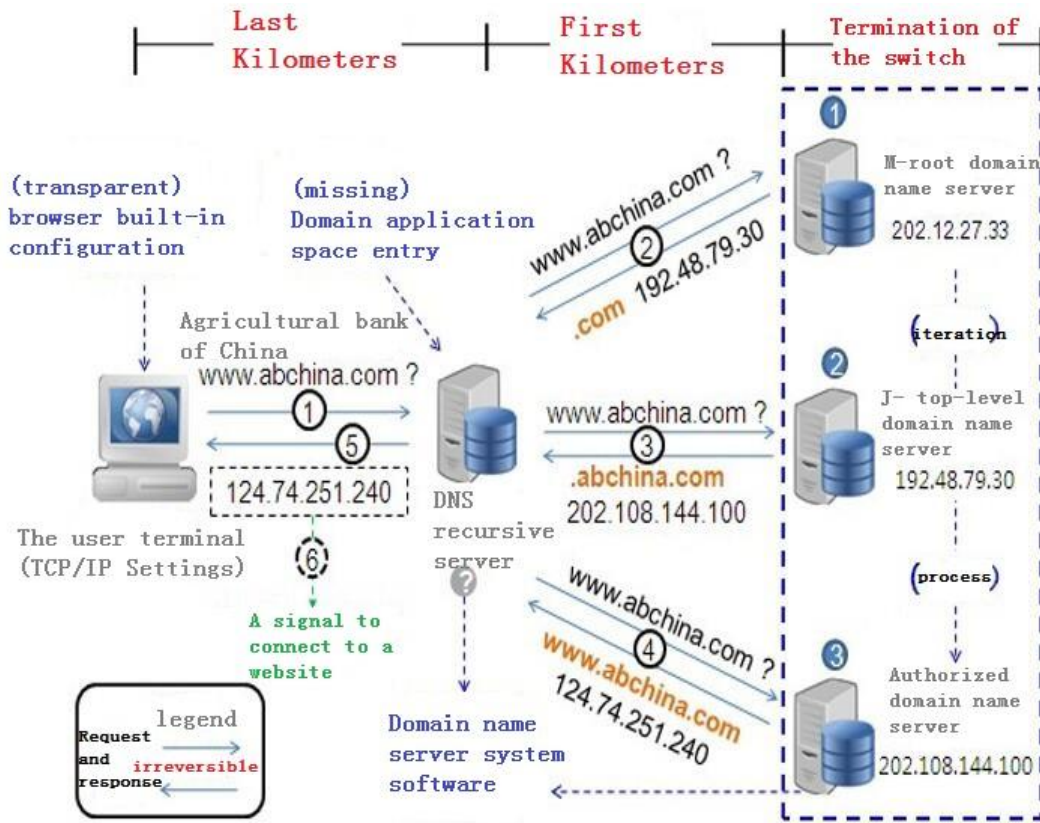 Last
Kilometers
First
Kilometers
Termination of
the switch
1
M-root domain
name server
202.12.27.33
(transparent)
browser built-in
configuration
(missing)
Domain application
space entry
www.abchina.com ?
2
.com 192.48.79.30
(iteration)
Agricultural bank
of China
www.abchina.com ?
1
5
124.74.251.240
www.abchina.com ?
3
.abchina.com
202.108.144.100
2
J- top-level
domain name
server
192.48.79.30
DNS
recursive
server
?
The user terminal
(TCP/IP Settings)
6
A signal to
connect to a
website
(process)
www.abchina.com ?
4
www.abchina.com
124.74.251.240
3
Authorized
domain name
server
202.108.144.100
Domain name
server system
software
legend
Request
and
response
irreversible